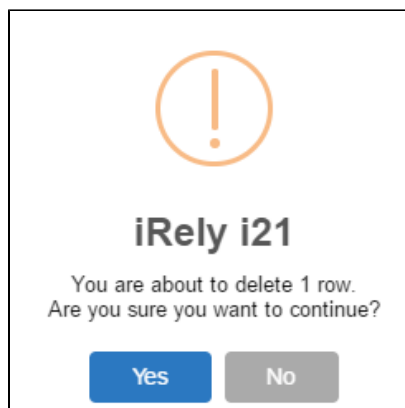 iRely i21
You are about to delete 1 row.
Are you sure you want to continue?
Yes
No